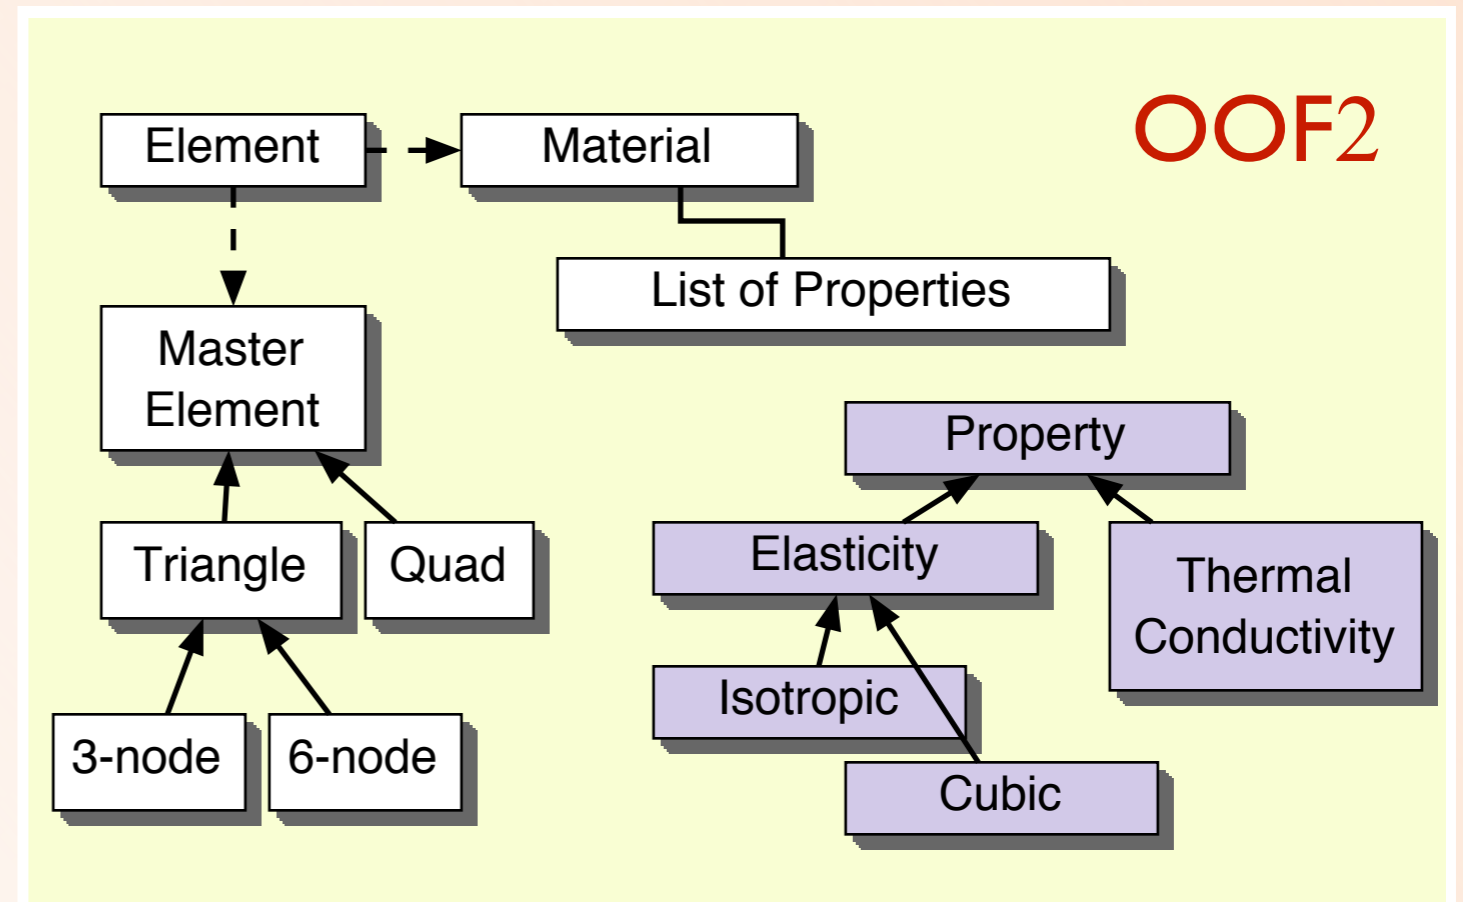 OOF2
Element
Material
List of Properties
Master
Element
Property
Triangle
Quad
Elasticity
Thermal
Conductivity
Isotropic
3-node
6-node
Cubic